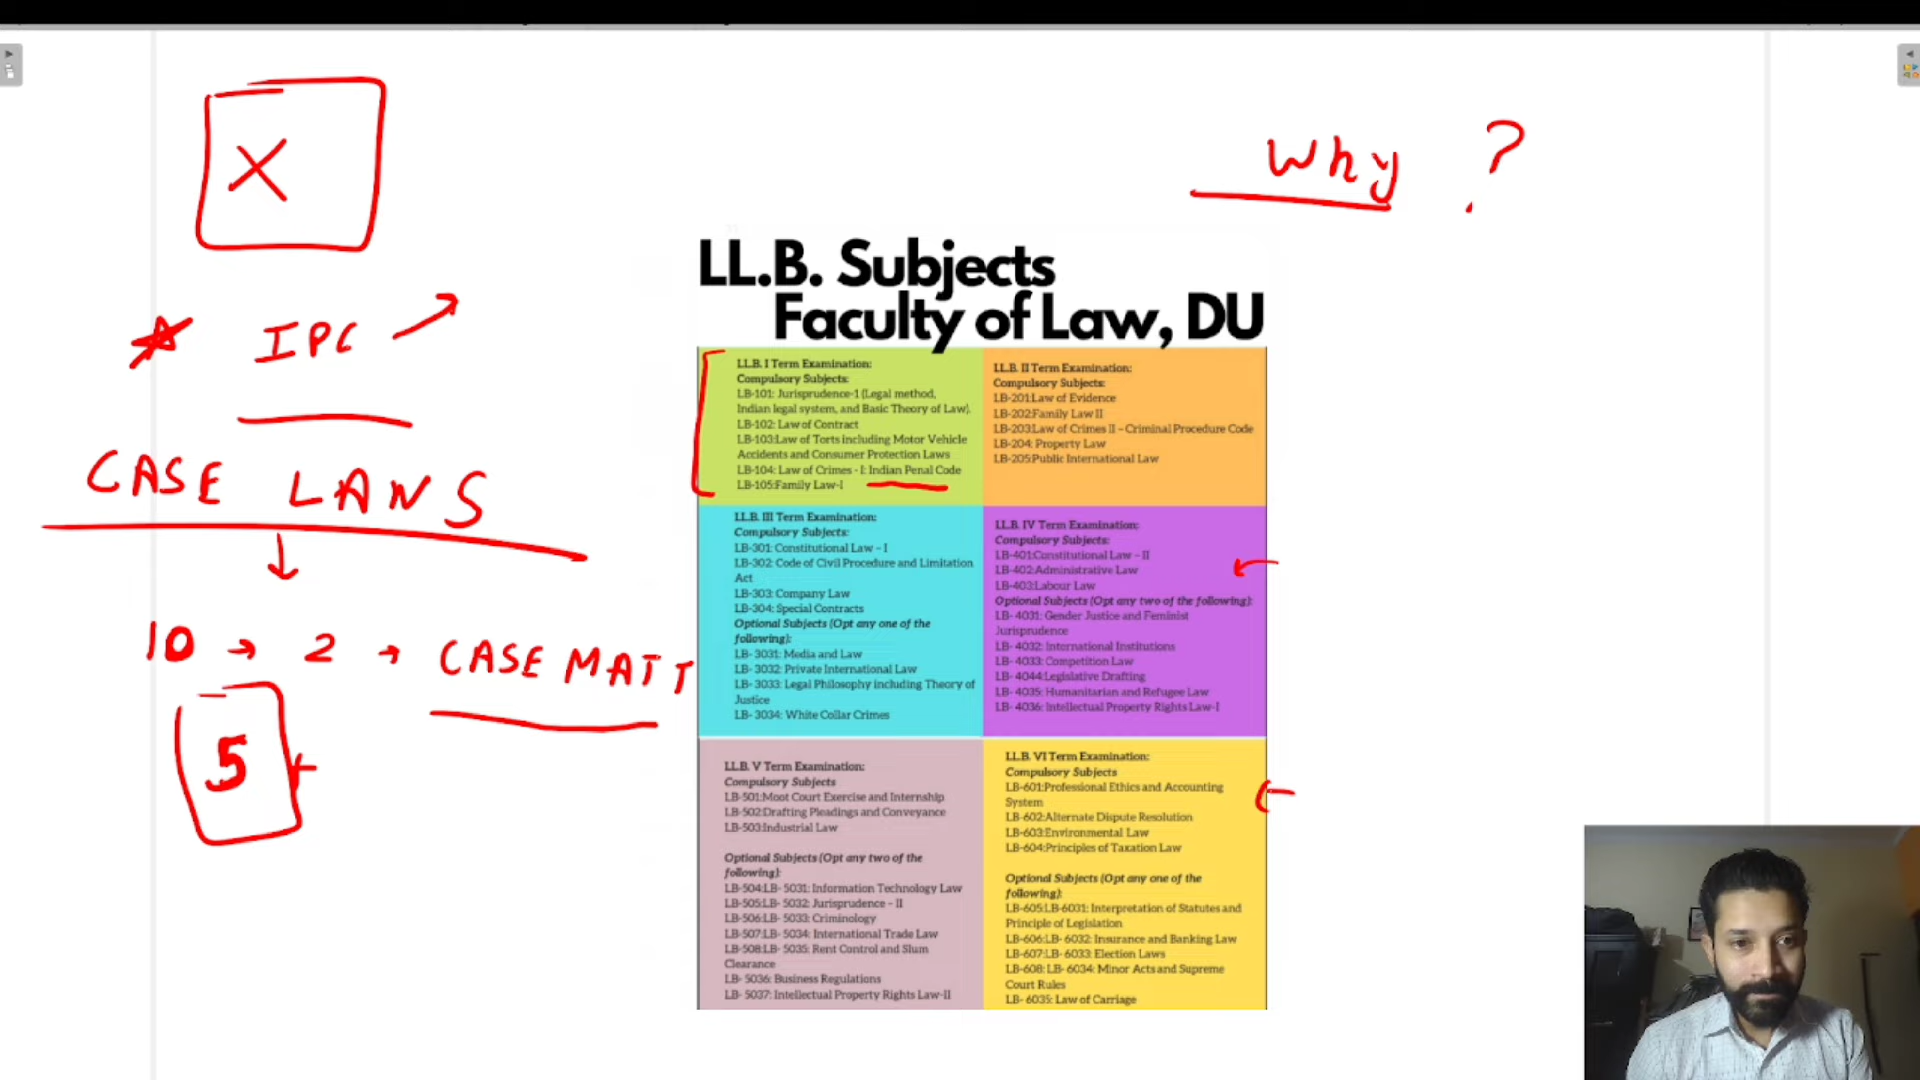 X
Why ?
IPC
CASE LAWS
10 → 2 → CASE MATT
5
LL.B. Subjects
Faculty of Law, DU
LL.B. I Term Examination:
Compulsory Subjects:
LB-101: Jurisprudence-1 (Legal method,
Indian legal system, and Basic Theory of Law).
LB-102: Law of Contract
LB-103:Law of Torts including Motor Vehicle
Accidents and Consumer Protection Laws
LB-104: Law of Crimes - I: Indian Penal Code
LB-105:Family Law-I
LL.B. II Term Examination:
Compulsory Subjects:
LB-201:Law of Evidence
LB-202:Family Law II
LB-203:Law of Crimes II – Criminal Procedure Code
LB-204: Property Law
LB-205:Public International Law
LL.B. III Term Examination:
Compulsory Subjects:
LB-301: Constitutional Law – I
LB-302: Code of Civil Procedure and Limitation
Act
LB-303: Company Law
LB-304: Special Contracts
Optional Subjects (Opt any one of the
following):
LB- 3031: Media and Law
LB- 3032: Private International Law
LB- 3033: Legal Philosophy including Theory of
Justice
LB- 3034: White Collar Crimes
LL.B. IV Term Examination:
Compulsory Subjects:
LB-401:Constitutional Law – II
LB-402:Administrative Law
LB-403:Labour Law
Optional Subjects (Opt any two of the following):
LB- 4031: Gender Justice and Feminist
Jurisprudence
LB- 4032: International Institutions
LB- 4033: Competition Law
LB- 4044:Legislative Drafting
LB- 4035: Humanitarian and Refugee Law
LB- 4036: Intellectual Property Rights Law-I
LL.B. V Term Examination:
Compulsory Subjects
LB-501:Moot Court Exercise and Internship
LB-502:Drafting Pleadings and Conveyance
LB-503:Industrial Law
Optional Subjects (Opt any two of the
following):
LB-504:LB- 5031: Information Technology Law
LB-505:LB- 5032: Jurisprudence - II
LB-506:LB- 5033: Criminology
LB-507:LB- 5034: International Trade Law
LB-508:LB- 5035: Rent Control and Slum
Clearance
LB- 5036: Business Regulations
LB- 5037: Intellectual Property Rights Law-II
LL.B. VI Term Examination:
Compulsory Subjects
LB-601:Professional Ethics and Accounting
System
LB-602:Alternate Dispute Resolution
LB-603:Environmental Law
LB-604:Principles of Taxation Law
Optional Subjects (Opt any one of the
following):
LB-605:LB-6031: Interpretation of Statutes and
Principle of Legislation
LB-606:LB- 6032: Insurance and Banking Law
LB-607:LB- 6033: Election Laws
LB-608: LB- 6034: Minor Acts and Supreme
Court Rules
LB- 6035: Law of Carriage